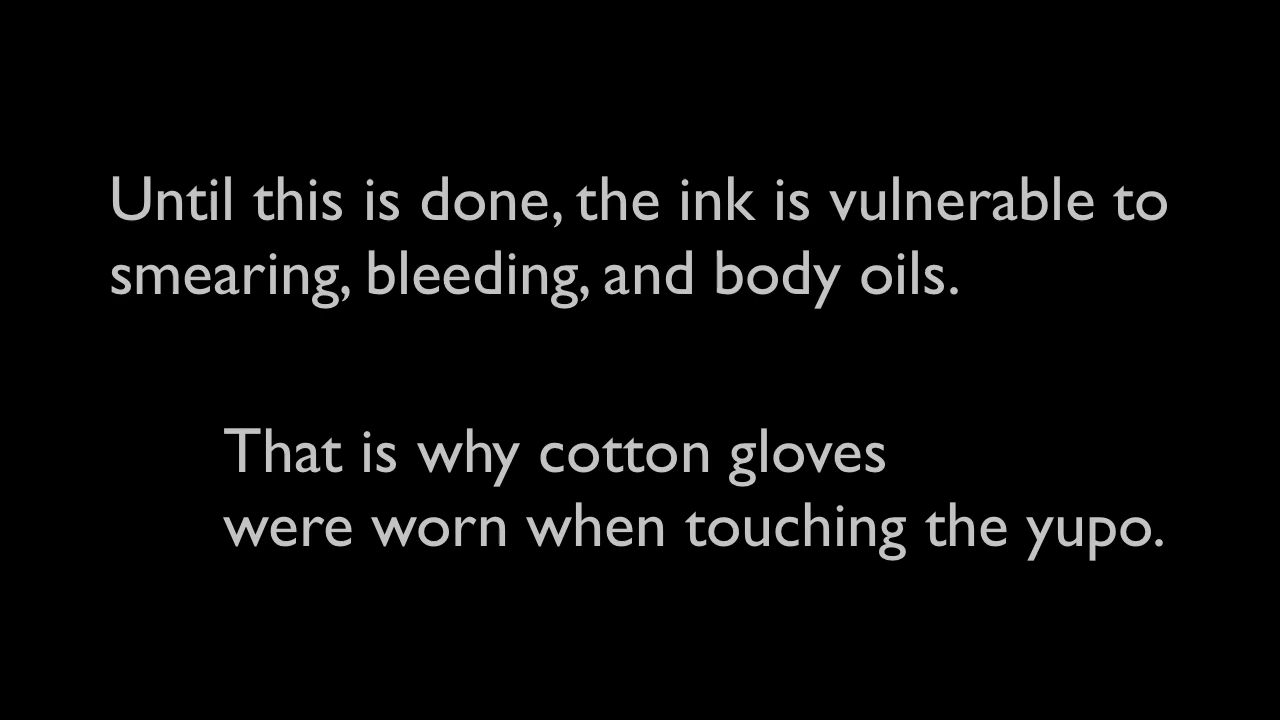 Until this is done, the ink is vulnerable to
smearing, bleeding, and body oils.
That is why cotton gloves
were worn when touching the yupo.